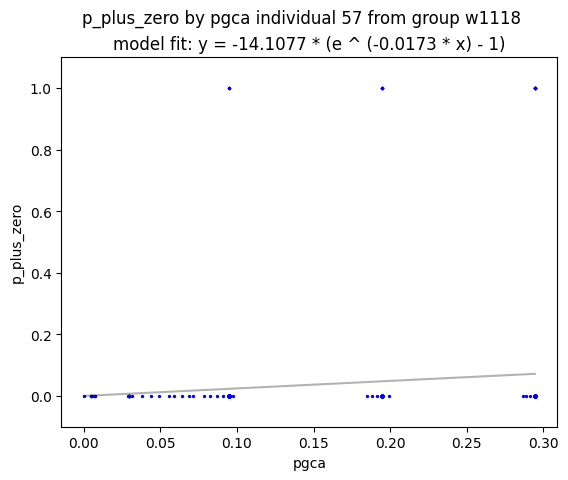 p_plus_zero by pgca individual 57 from group w1118
model fit: y = -14.1077 * (e ^ (-0.0173 * x) - 1)
1.0
0.8
0.6
0.4
0.2
0.0
p_plus_zero
0.00 0.05 0.10 0.15 0.20 0.25 0.30
pgca